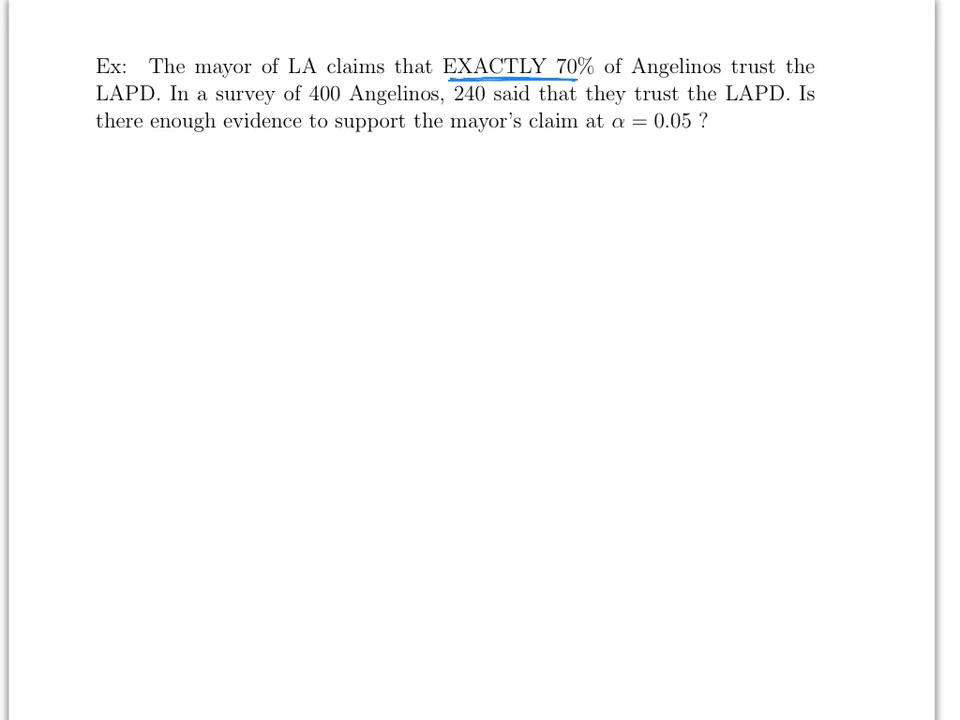 Ex: The mayor of LA claims that EXACTLY 70% of Angelinos trust the
LAPD. In a survey of 400 Angelinos, 240 said that they trust the LAPD. Is
there enough evidence to support the mayor's claim at α = 0.05 ?